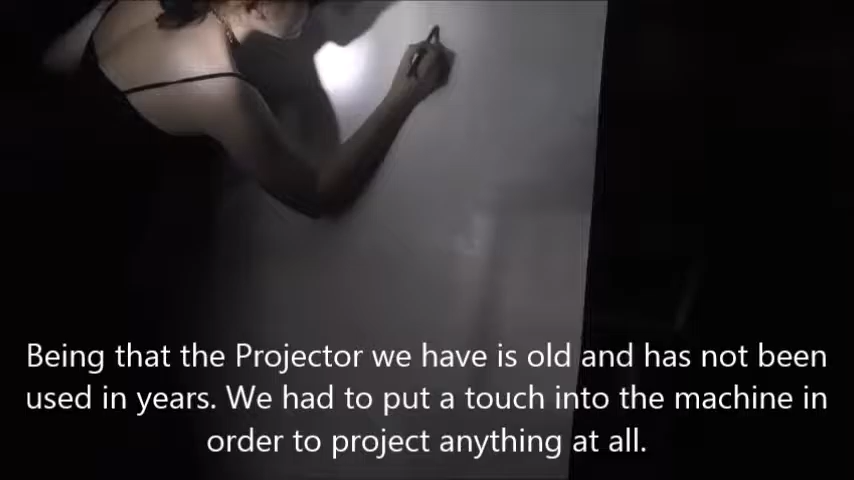 Being that the Projector we have is old and has not been
used in years. We had to put a touch into the machine in
order to project anything at all.